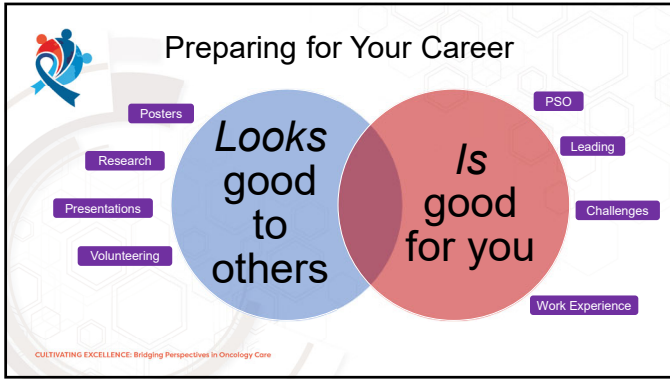 Preparing for Your Career
Posters
Research
Presentations
Volunteering
Looks
good
to
others
Is
good
for you
PSO
Leading
Challenges
Work Experience
CULTIVATING EXCELLENCE: Bridging Perspectives in Oncology Care